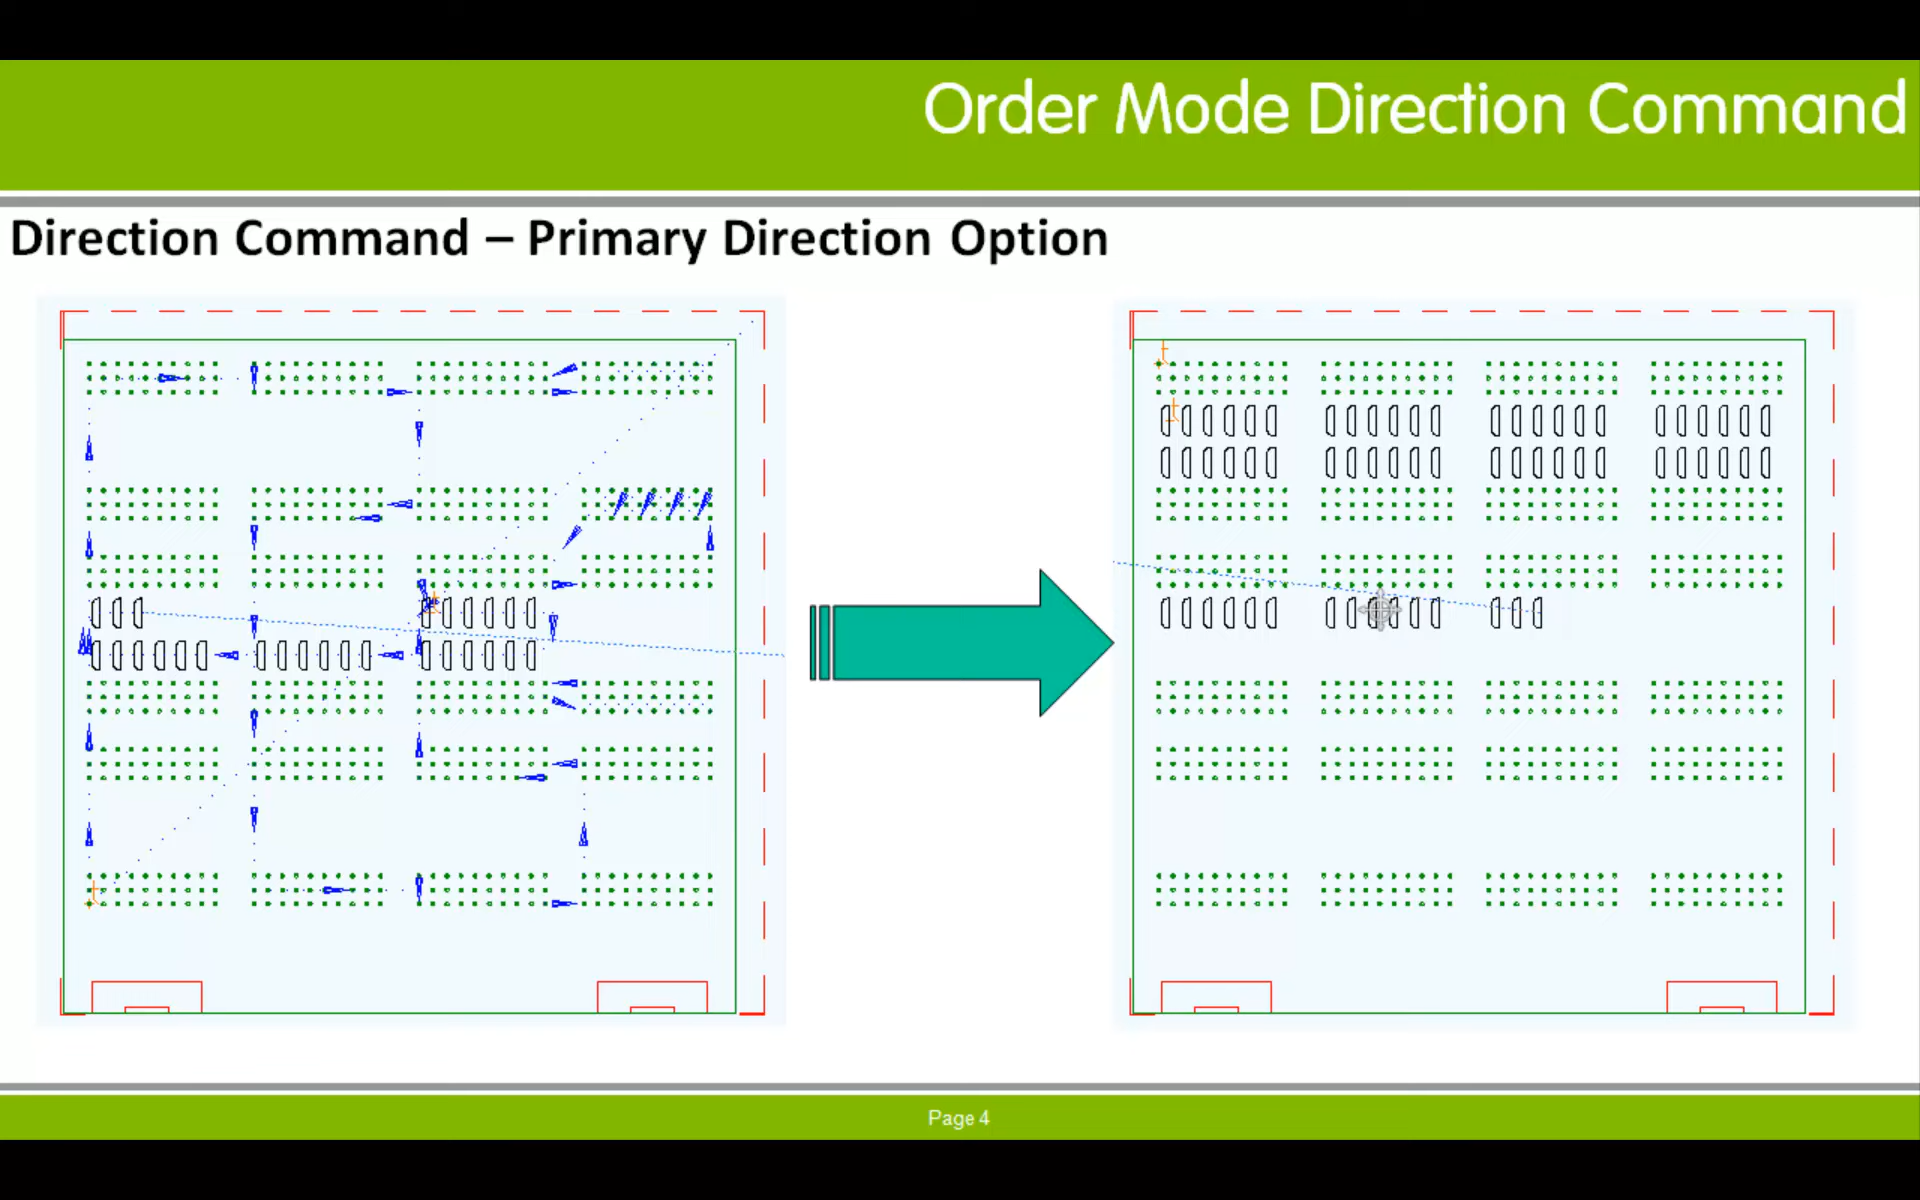 Order Mode Direction Command
Direction Command – Primary Direction Option
Page 4